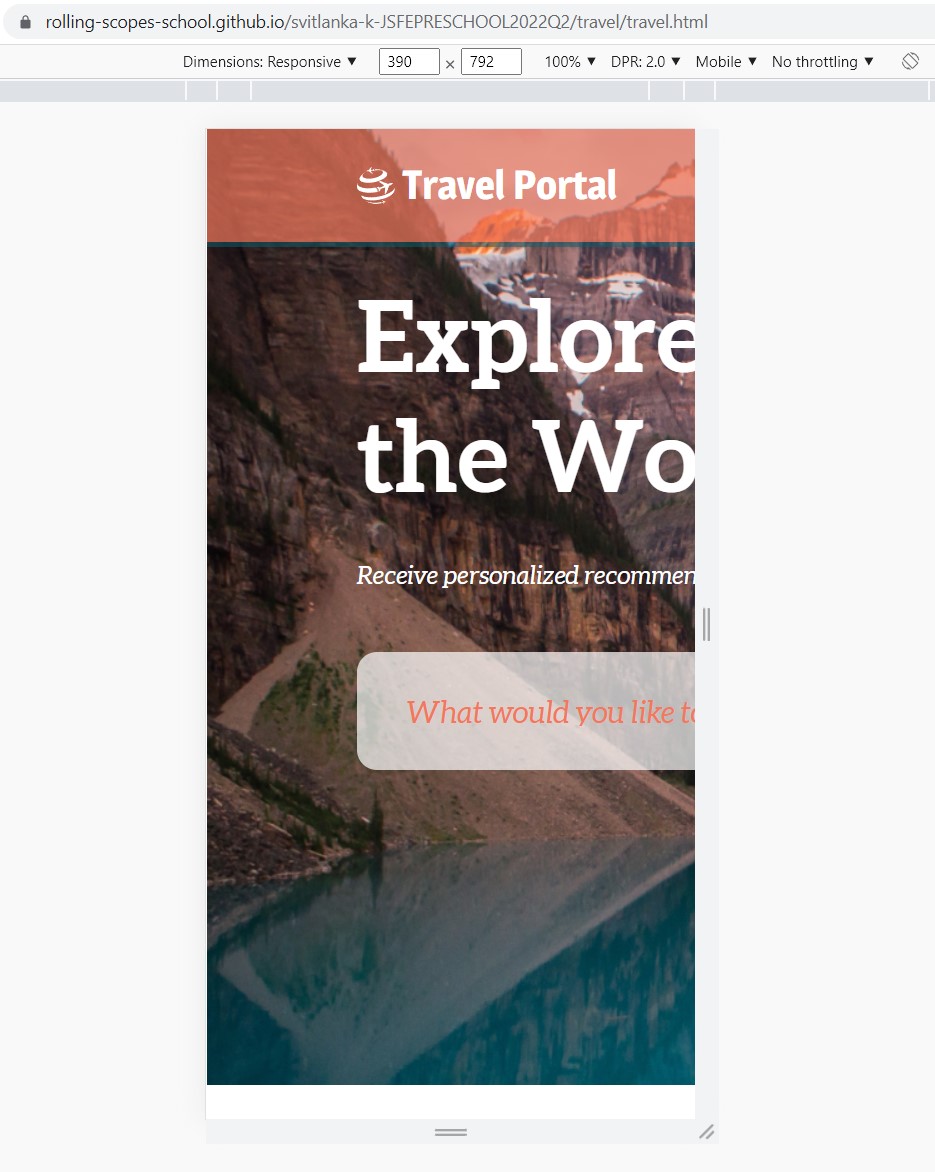 rolling-scopes-school.github.io/svitlanka-k-JSFEPRESCHOOL2022Q2/travel/travel.html
Dimensions: Responsive ▼ 390 × 792 100% ▼ DPR: 2.0 ▼ Mobile ▼ No throttling ▼
Travel Portal
Explore
the Wo
Receive personalized recommen
What would you like to